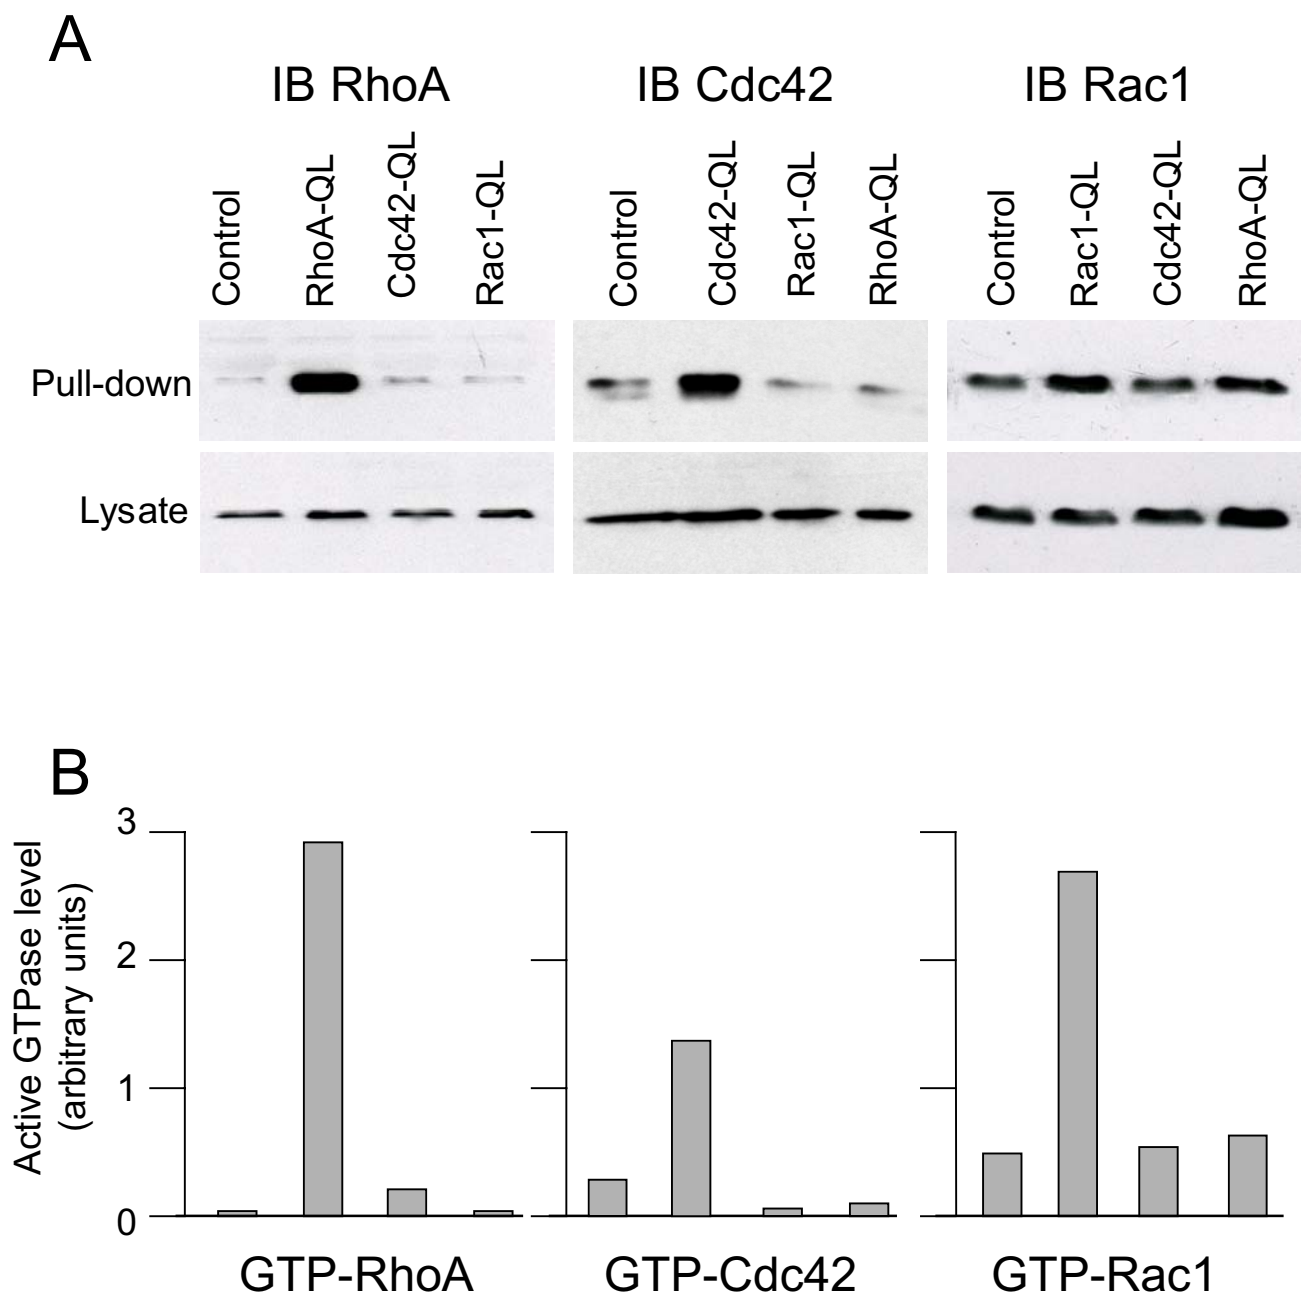 A
IB RhoA
IB Cdc42
IB Rac1
Control
RhoA-QL
Cdc42-QL
Rac1-QL
Control
Cdc42-QL
Rac1-QL
RhoA-QL
Control
Rac1-QL
Cdc42-QL
RhoA-QL
Pull-down
Lysate
B
Active GTPase level
(arbitrary units)
3
2
1
0
GTP-RhoA
GTP-Cdc42
GTP-Rac1